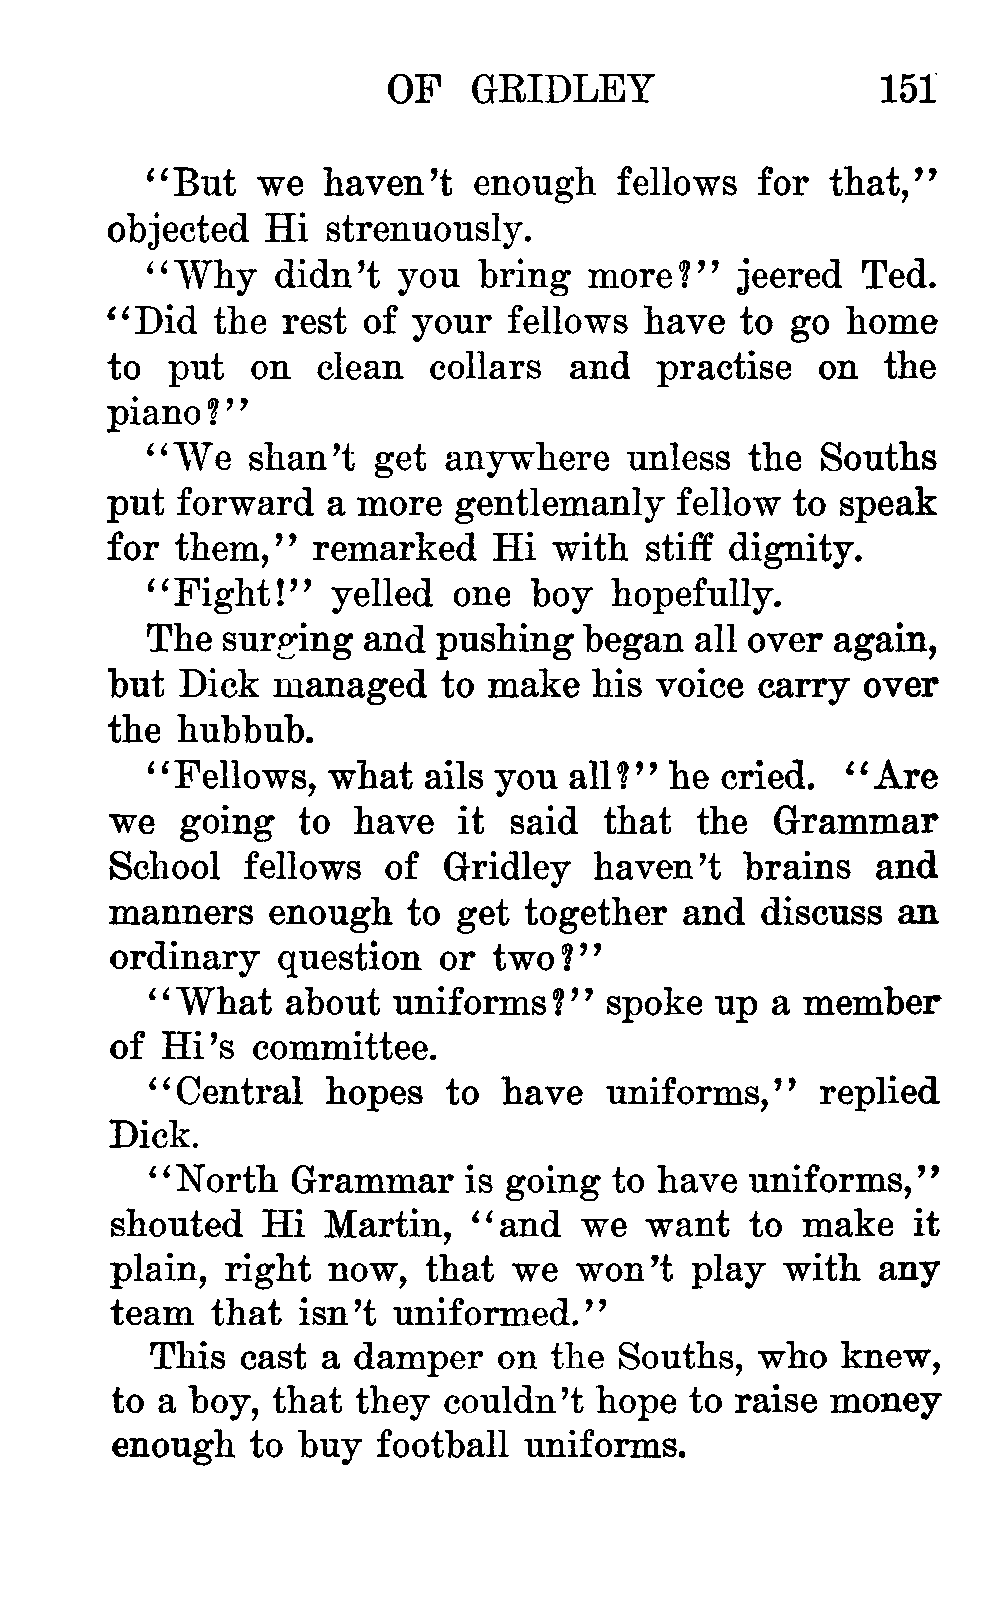 OF GRIDLEY 151
“But we haven’t enough fellows for that,”
objected Hi strenuously.
“Why didn’t you bring more?” jeered Ted.
“Did the rest of your fellows have to go home
to put on clean collars and practise on the
piano?”
“We shan’t get anywhere unless the Souths
put forward a more gentlemanly fellow to speak
for them,” remarked Hi with stiff dignity.
“Fight!” yelled one boy hopefully.
The surging and pushing began all over again,
but Dick managed to make his voice carry over
the hubbub.
“Fellows, what ails you all?” he cried. “Are
we going to have it said that the Grammar
School fellows of Gridley haven’t brains and
manners enough to get together and discuss an
ordinary question or two?”
“What about uniforms?” spoke up a member
of Hi’s committee.
“Central hopes to have uniforms,” replied
Dick.
“North Grammar is going to have uniforms,”
shouted Hi Martin, “and we want to make it
plain, right now, that we won’t play with any
team that isn’t uniformed.”
This cast a damper on the Souths, who knew,
to a boy, that they couldn’t hope to raise money
enough to buy football uniforms.